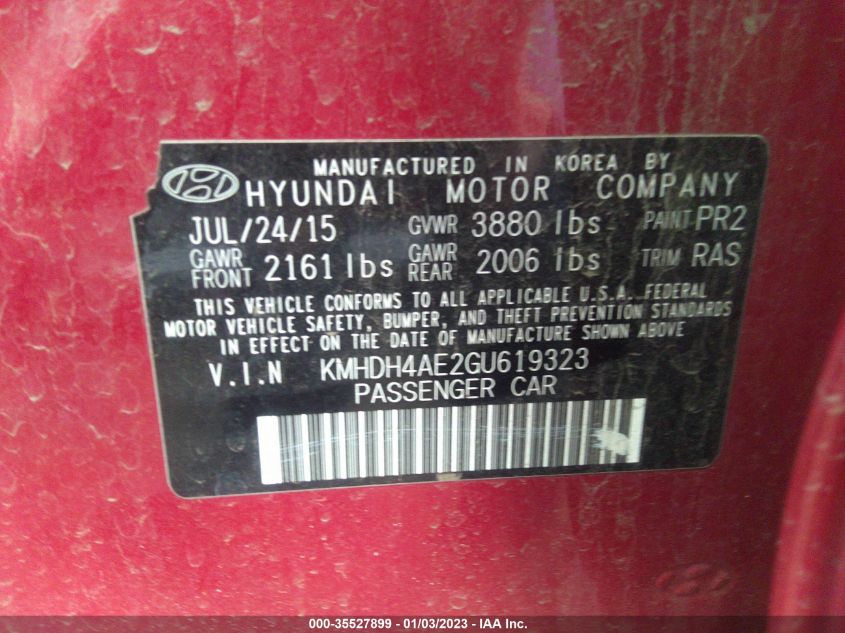 MANUFACTURED IN KOREA BY
HYUNDAI MOTOR COMPANY
JUL/24/15 GVWR 3880 lbs PAINT PR2
GAWR FRONT 2161 lbs GAWR REAR 2006 lbs TRIM RAS
THIS VEHICLE CONFORMS TO ALL APPLICABLE U.S.A. FEDERAL
MOTOR VEHICLE SAFETY, BUMPER, AND THEFT PREVENTION STANDARDS
IN EFFECT ON THE DATE OF MANUFACTURE SHOWN ABOVE
V.I.N KMHDH4AE2GU619323
PASSENGER CAR
000-35527899 - 01/03/2023 - IAA Inc.